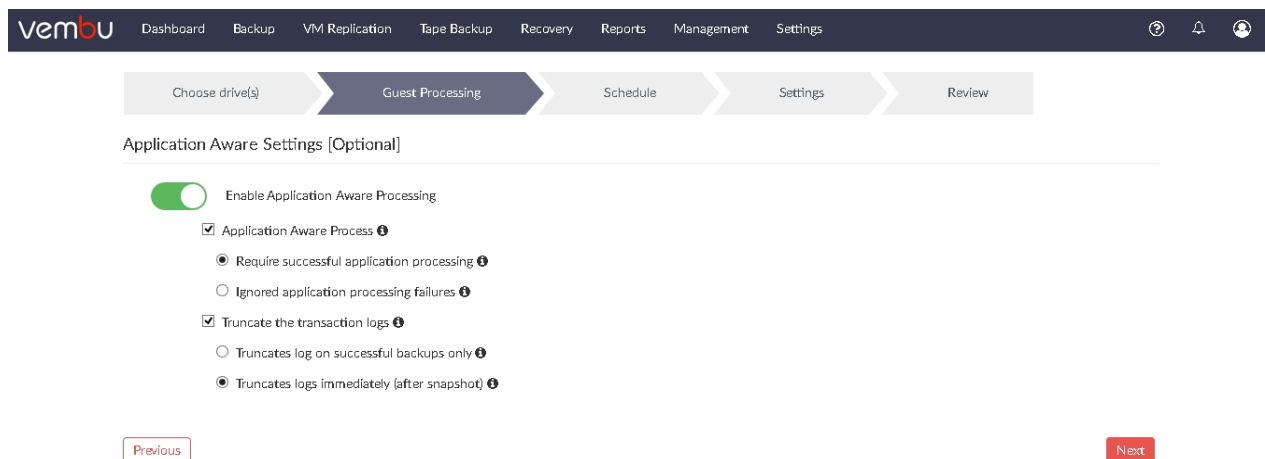 vembu Dashboard Backup VM Replication Tape Backup Recovery Reports Management Settings
Choose drive(s) Guest Processing Schedule Settings Review
Application Aware Settings [Optional]
Enable Application Aware Processing
Application Aware Process
Require successful application processing
Ignored application processing failures
Truncate the transaction logs
Truncates log on successful backups only
Truncates logs immediately (after snapshot)
Previous Next